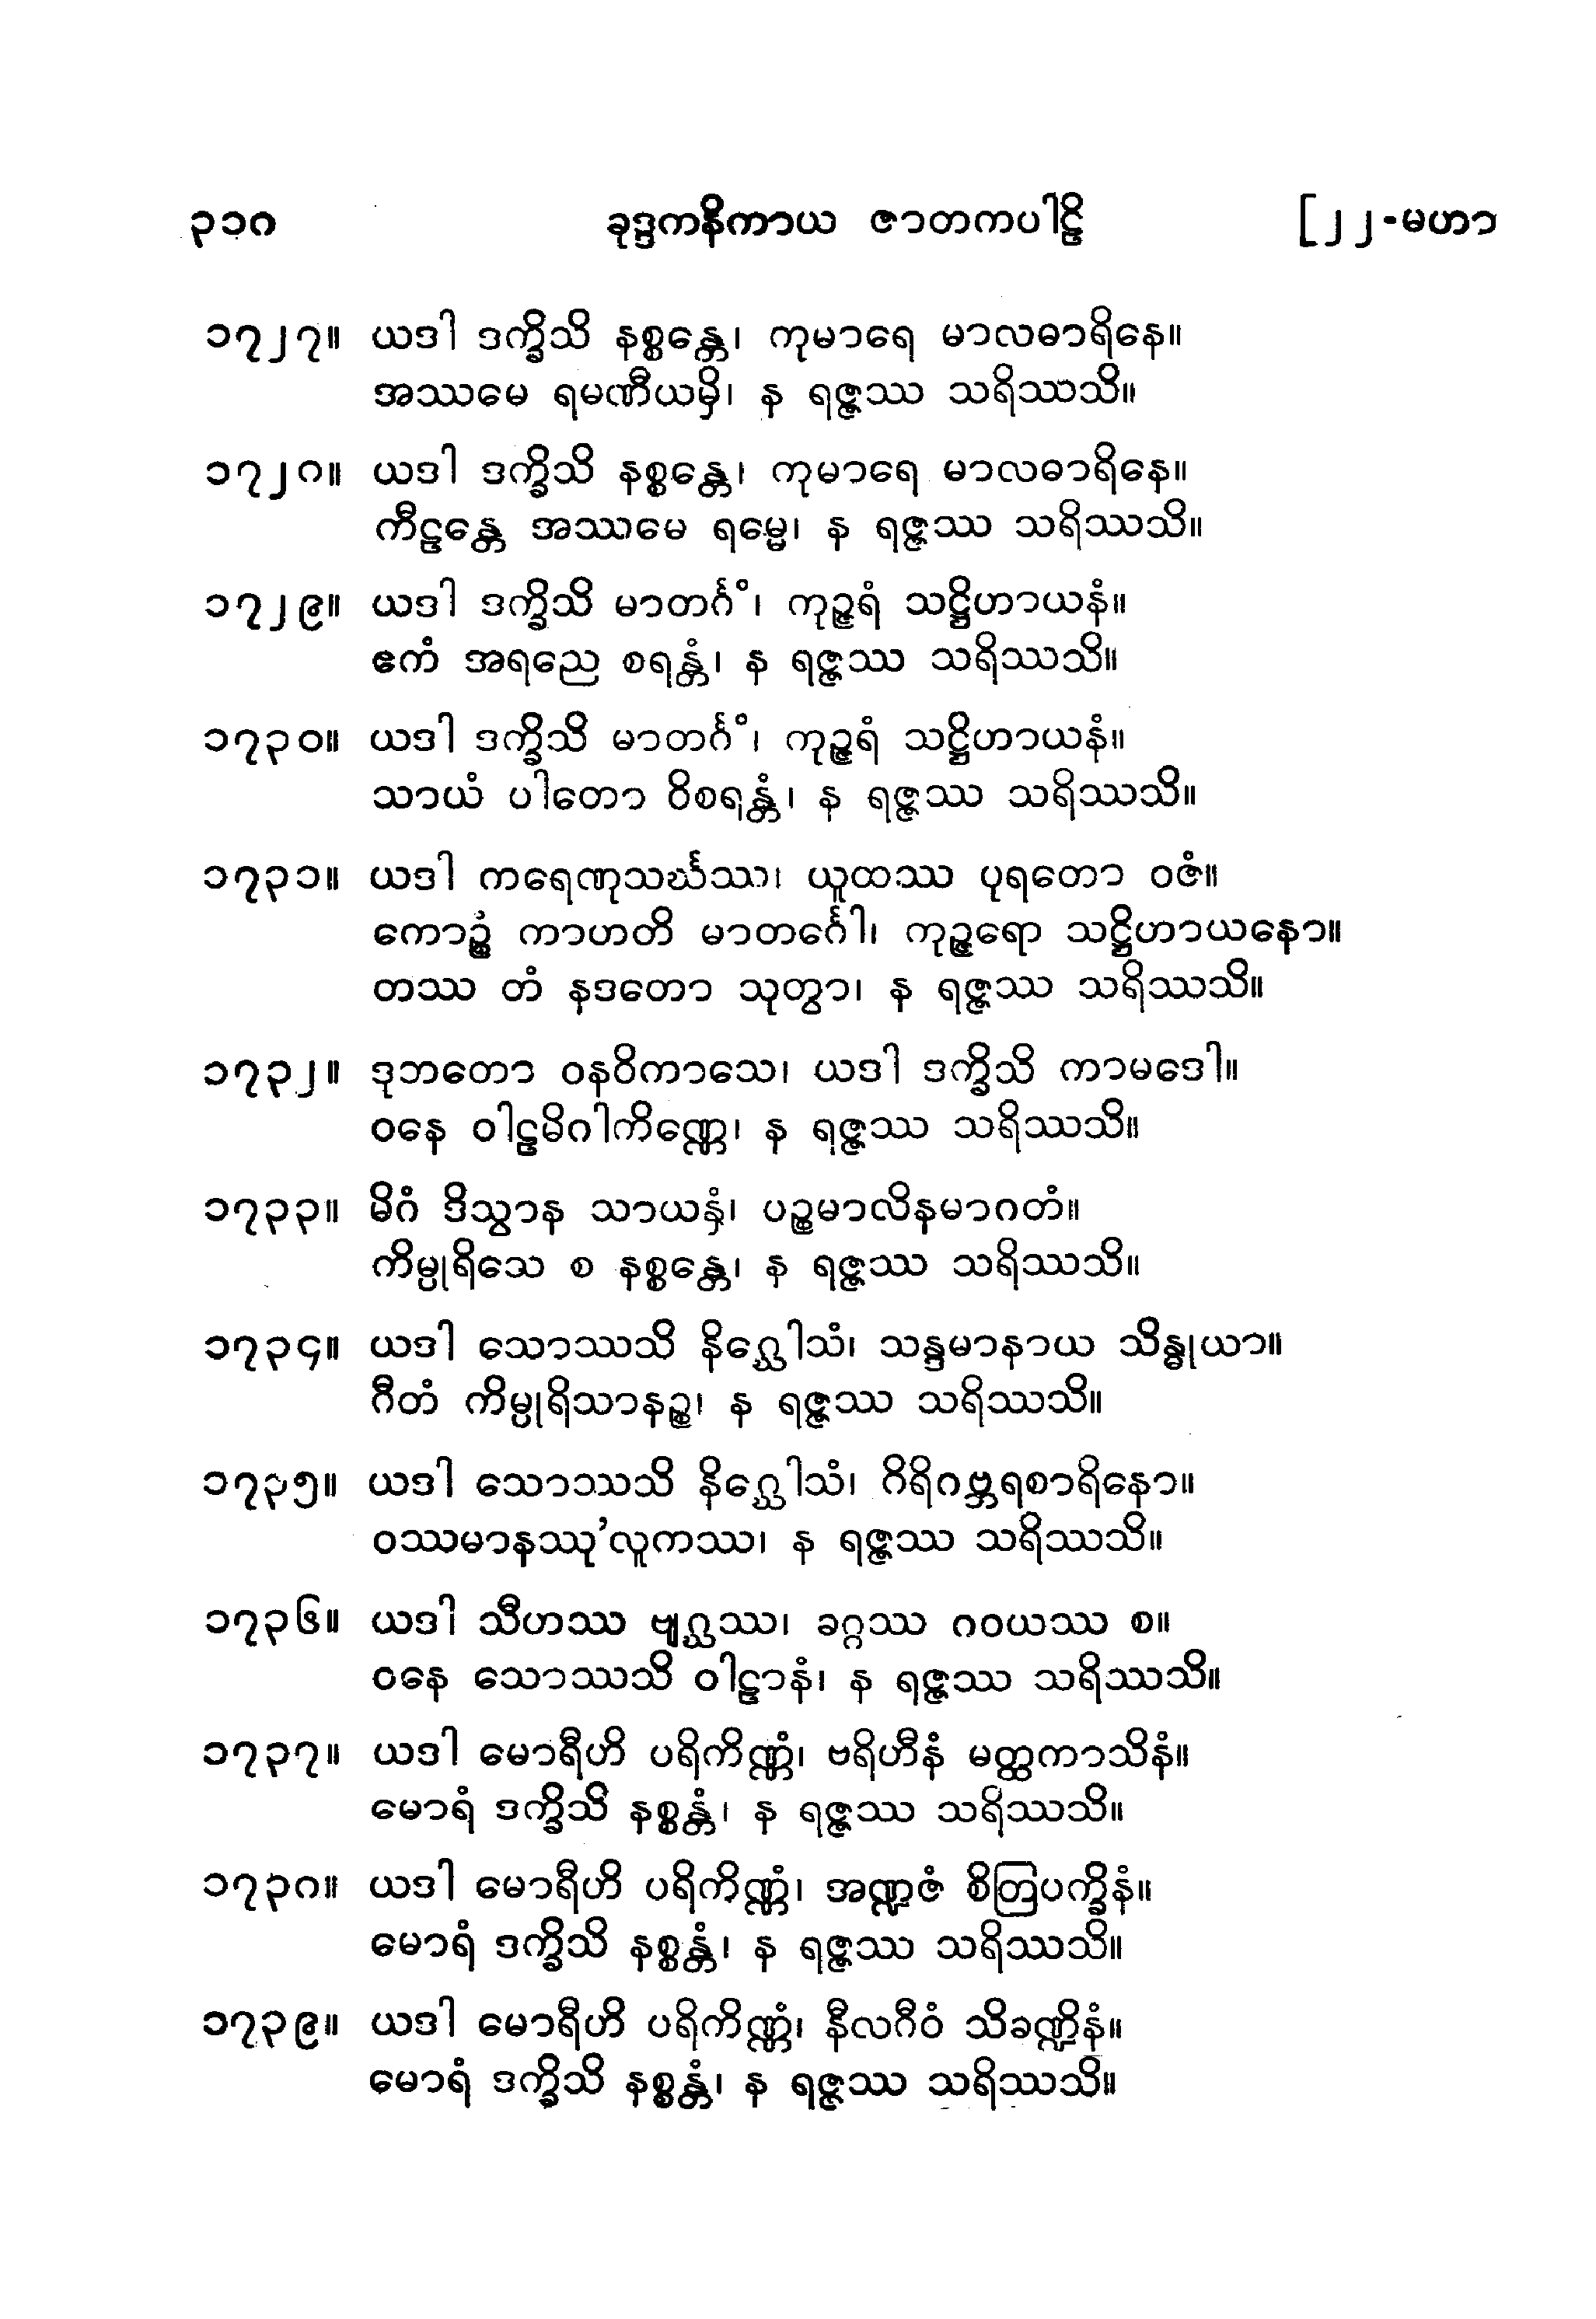 ၃၁၈ ခုဒ္ဒကနိကာယ ဇာတကပါဠိ [၂၂-မဟာ
၁၇၂၇။ ယဒါ ဒက္ခိသိ နစ္စန္တေ၊ ကုမာရေ မာလဓာရိနေ။
အဿမေ ရမဏီယမှိ၊ န ရဇ္ဇဿ သရိဿသိ။
၁၇၂၈။ ယဒါ ဒက္ခိသိ နစ္စန္တေ၊ ကုမာရေ မာလဓာရိနေ။
ကီဠန္တေ အဿမေ ရမ္မေ၊ န ရဇ္ဇဿ သရိဿသိ။
၁၇၂၉။ ယဒါ ဒက္ခိသိ မာတင်္ဂံ၊ ကုဉ္ဇရံ သဋ္ဌိဟာယနံ။
ဧကံ အရညေ စရန္တံ၊ န ရဇ္ဇဿ သရိဿသိ။
၁၇၃၀။ ယဒါ ဒက္ခိသိ မာတင်္ဂံ၊ ကုဉ္ဇရံ သဋ္ဌိဟာယနံ။
သာယံ ပါတော ဝိစရန္တံ၊ န ရဇ္ဇဿ သရိဿသိ။
၁၇၃၁။ ယဒါ ကရေဏုသင်္ဃဿ၊ ယူထဿ ပုရတော ဝဇံ။
ကောဉ္စံ ကာဟတိ မာတင်္ဂေါ၊ ကုဉ္ဇရော သဋ္ဌိဟာယနော။
တဿ တံ နဒတော သုတွာ၊ န ရဇ္ဇဿ သရိဿသိ။
၁၇၃၂။ ဒုဘတော ဝနဝိကာသေ၊ ယဒါ ဒက္ခိသိ ကာမဒေါ။
ဝနေ ဝါဠမိဂါကိဏ္ဏေ၊ န ရဇ္ဇဿ သရိဿသိ။
၁၇၃၃။ မိဂံ ဒိသွာန သာယနှံ၊ ပဉ္စမာလိနမာဂတံ။
ကိမ္ပုရိသေ စ နစ္စန္တေ၊ န ရဇ္ဇဿ သရိဿသိ။
၁၇၃၄။ ယဒါ သောဿသိ နိဂ္ဃောသံ၊ သန္ဒမာနာယ သိန္ဓုယာ။
ဂီတံ ကိမ္ပုရိသာနဉ္စ၊ န ရဇ္ဇဿ သရိဿသိ။
၁၇၃၅။ ယဒါ သောဿသိ နိဂ္ဃောသံ၊ ဂိရိဂဗ္ဘရစာရိနော။
ဝဿမာနဿု’လူကဿ၊ န ရဇ္ဇဿ သရိဿသိ။
၁၇၃၆။ ယဒါ သီဟဿ ဗျဂ္ဃဿ၊ ခဂ္ဂဿ ဂဝယဿ စ။
ဝနေ သောဿသိ ဝါဠာနံ၊ န ရဇ္ဇဿ သရိဿသိ။
၁၇၃၇။ ယဒါ မောရီဟိ ပရိကိဏ္ဏံ၊ ဗရိဟီနံ မတ္ထကာသိနံ။
မောရံ ဒက္ခိသိ နစ္စန္တံ၊ န ရဇ္ဇဿ သရိဿသိ။
၁၇၃၈။ ယဒါ မောရီဟိ ပရိကိဏ္ဏံ၊ အဏ္ဍဇံ စိတြပက္ခိနံ။
မောရံ ဒက္ခိသိ နစ္စန္တံ၊ န ရဇ္ဇဿ သရိဿသိ။
၁၇၃၉။ ယဒါ မောရီဟိ ပရိကိဏ္ဏံ၊ နီလဂီဝံ သိခဏ္ဍိနံ။
မောရံ ဒက္ခိသိ နစ္စန္တံ၊ န ရဇ္ဇဿ သရိဿသိ။